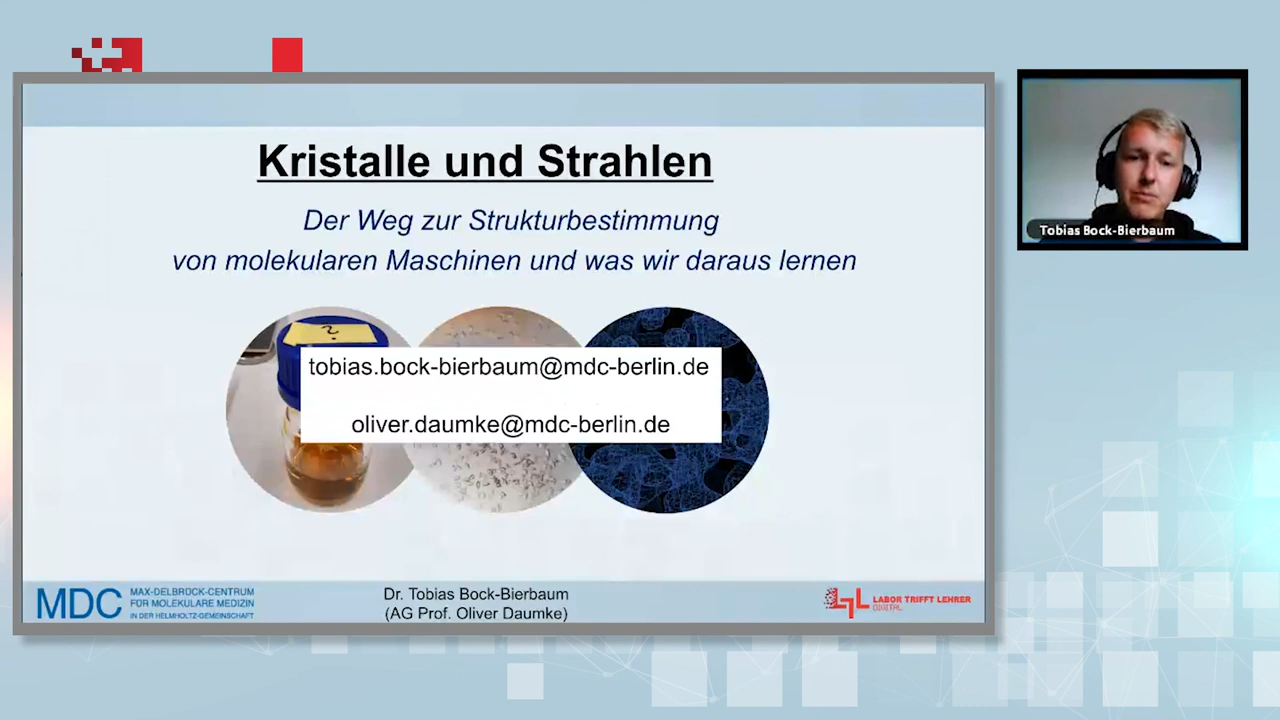 Kristalle und Strahlen
Der Weg zur Strukturbestimmung
von molekularen Maschinen und was wir daraus lernen
?
tobias.bock-bierbaum@mdc-berlin.de
oliver.daumke@mdc-berlin.de
MDC
MAX-DELBRÜCK-CENTRUM
FÜR MOLEKULARE MEDIZIN
IN DER HELMHOLTZ-GEMEINSCHAFT
Dr. Tobias Bock-Bierbaum
(AG Prof. Oliver Daumke)
LTL
LABOR TRIFFT LEHRER
DIGITAL
Tobias Bock-Bierbaum